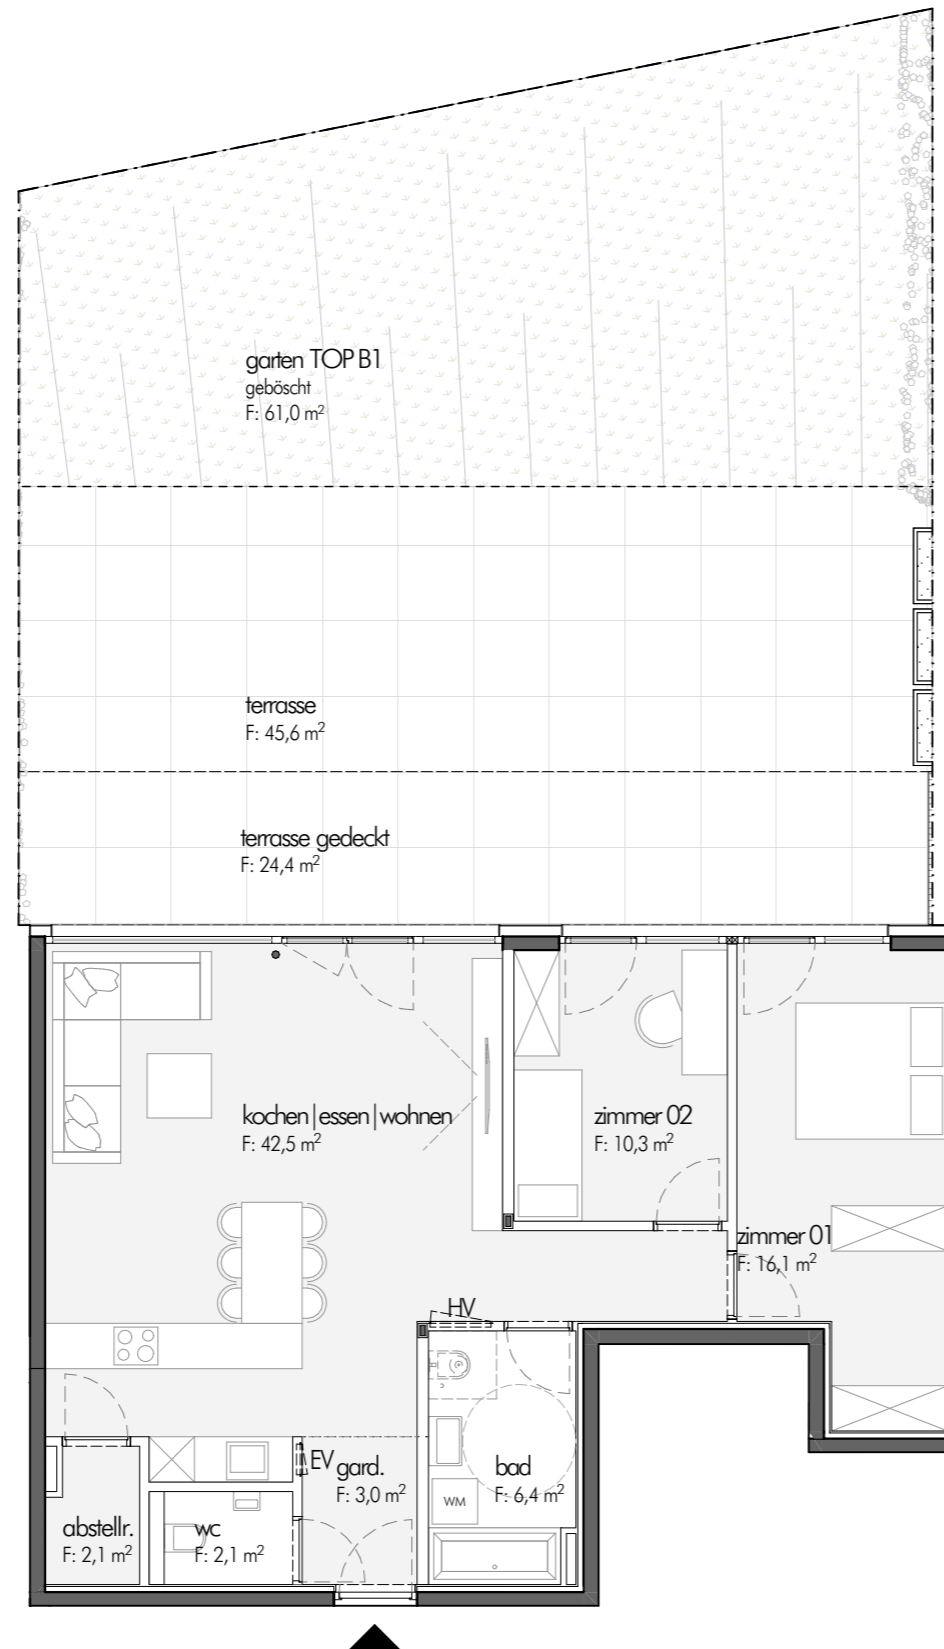 garten TOP B1
geböscht
F: 61,0 m²
terrasse
F: 45,6 m²
terrasse gedeckt
F: 24,4 m²
kochen|essen|wohnen
F: 42,5 m²
zimmer 02
F: 10,3 m²
zimmer 01
F: 16,1 m²
HV
EV
gard.
F: 3,0 m²
bad
F: 6,4 m²
WM
abstellr.
F: 2,1 m²
wc
F: 2,1 m²